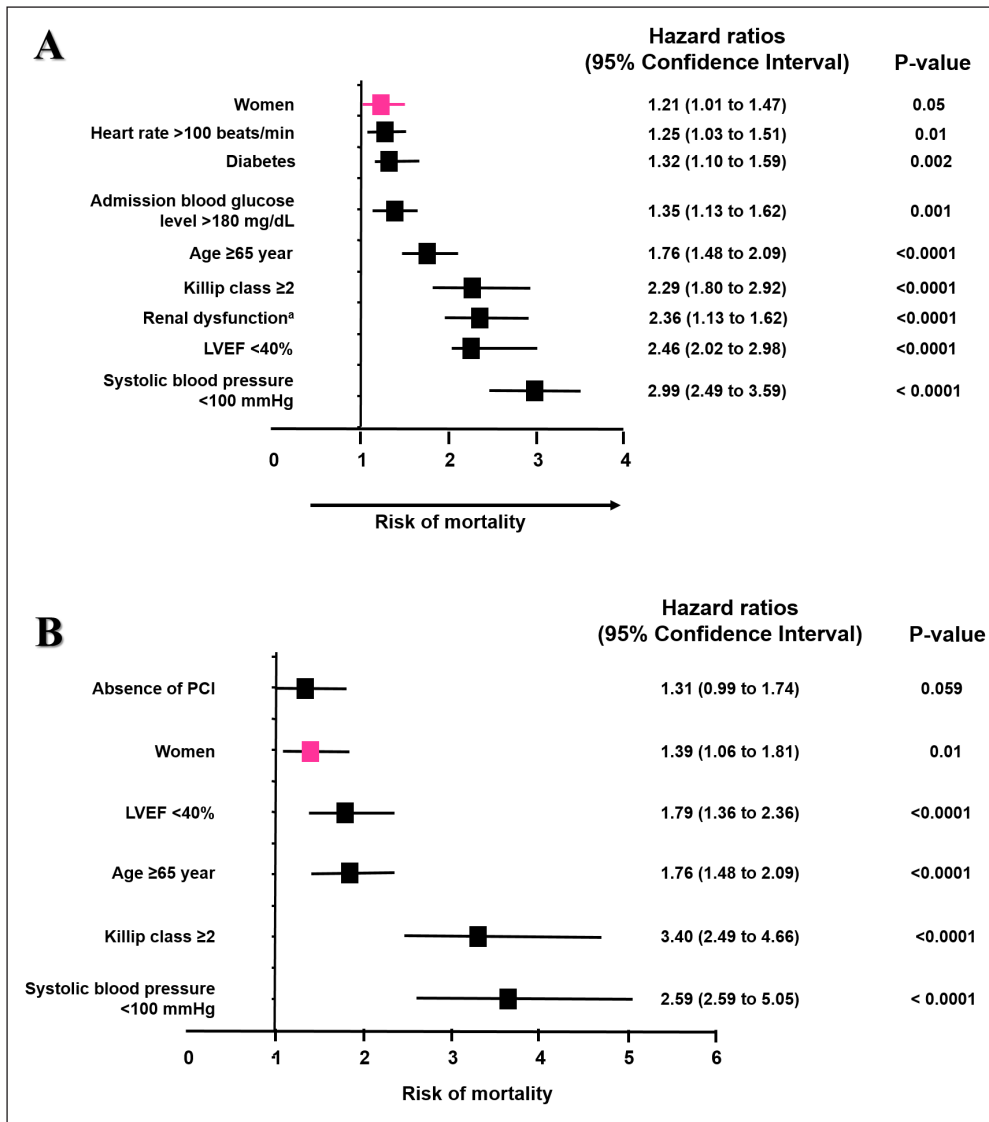 A
Hazard ratios
(95% Confidence Interval) P-value
Women 1.21 (1.01 to 1.47) 0.05
Heart rate >100 beats/min 1.25 (1.03 to 1.51) 0.01
Diabetes 1.32 (1.10 to 1.59) 0.002
Admission blood glucose
level >180 mg/dL 1.35 (1.13 to 1.62) 0.001
Age ≥65 year 1.76 (1.48 to 2.09) <0.0001
Killip class ≥2 2.29 (1.80 to 2.92) <0.0001
Renal dysfunctionª 2.36 (1.13 to 1.62) <0.0001
LVEF <40% 2.46 (2.02 to 2.98) <0.0001
Systolic blood pressure
<100 mmHg 2.99 (2.49 to 3.59) < 0.0001
0 1 2 3 4
Risk of mortality
B
Hazard ratios
(95% Confidence Interval) P-value
Absence of PCI 1.31 (0.99 to 1.74) 0.059
Women 1.39 (1.06 to 1.81) 0.01
LVEF <40% 1.79 (1.36 to 2.36) <0.0001
Age ≥65 year 1.76 (1.48 to 2.09) <0.0001
Killip class ≥2 3.40 (2.49 to 4.66) <0.0001
Systolic blood pressure
<100 mmHg 2.59 (2.59 to 5.05) < 0.0001
0 1 2 3 4 5 6
Risk of mortality